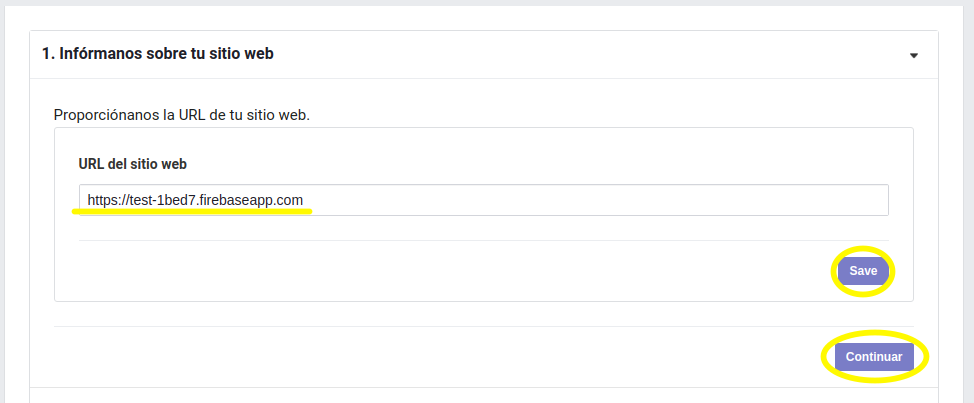 1. Infórmanos sobre tu sitio web
Proporciónanos la URL de tu sitio web.
URL del sitio web
https://test-1bed7.firebaseapp.com
Save
Continuar